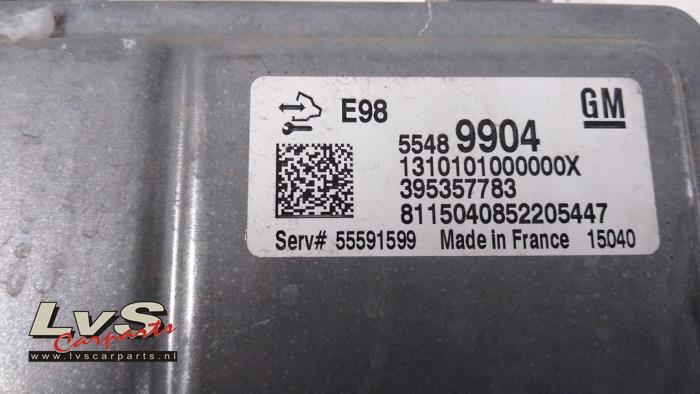 E98
GM
5548 9904
1310101000000X
395357783
8115040852205447
Serv# 55591599 Made in France 15040
LvS
Carparts
www.lvscarparts.nl